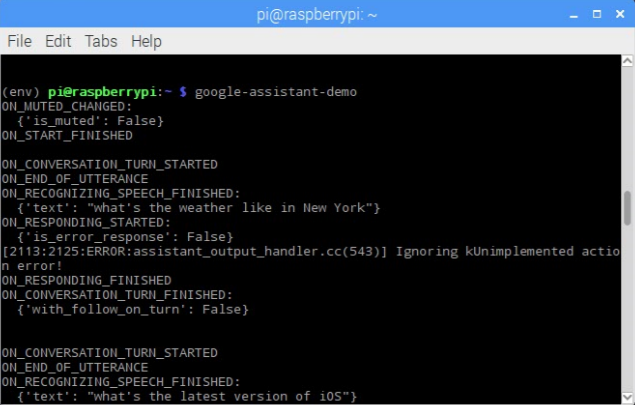 pi@raspberrypi: ~
File Edit Tabs Help
(env) pi@raspberrypi:~ $ google-assistant-demo
ON_MUTED_CHANGED:
  {'is_muted': False}
ON_START_FINISHED
ON_CONVERSATION_TURN_STARTED
ON_END_OF_UTTERANCE
ON_RECOGNIZING_SPEECH_FINISHED:
  {'text': "what's the weather like in New York"}
ON_RESPONDING_STARTED:
  {'is_error_response': False}
[2113:2125:ERROR:assistant_output_handler.cc(543)] Ignoring kUnimplemented actio
n error!
ON_RESPONDING_FINISHED
ON_CONVERSATION_TURN_FINISHED:
  {'with_follow_on_turn': False}
ON_CONVERSATION_TURN_STARTED
ON_END_OF_UTTERANCE
ON_RECOGNIZING_SPEECH_FINISHED:
  {'text': "what's the latest version of iOS"}